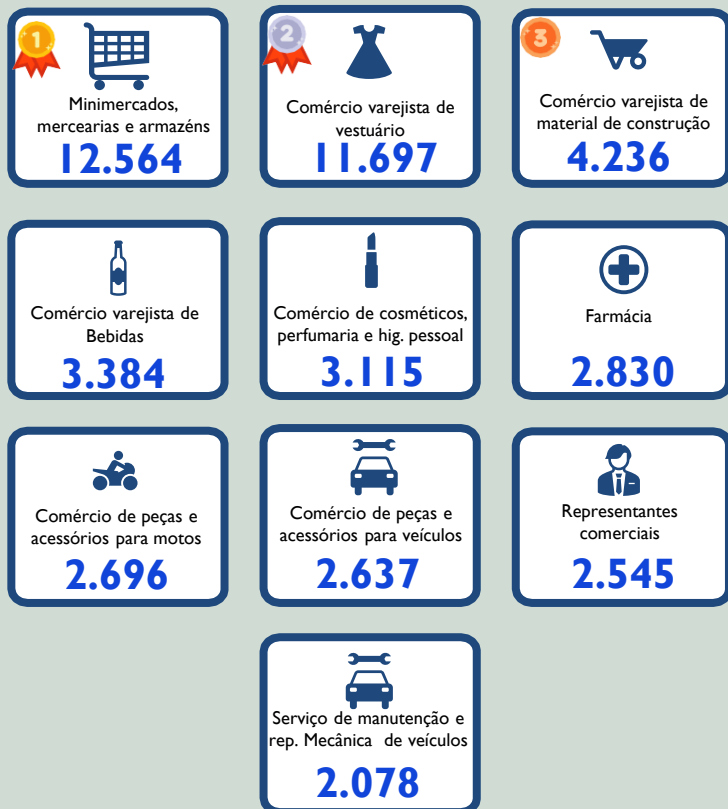 1
Minimercados,
mercearias e armazéns
12.564
2
Comércio varejista de
vestuário
11.697
3
Comércio varejista de
material de construção
4.236
Comércio varejista de
Bebidas
3.384
Comércio de cosméticos,
perfumaria e hig. pessoal
3.115
Farmácia
2.830
Comércio de peças e
acessórios para motos
2.696
Comércio de peças e
acessórios para veículos
2.637
Representantes
comerciais
2.545
Serviço de manutenção e
rep. Mecânica  de veículos
2.078